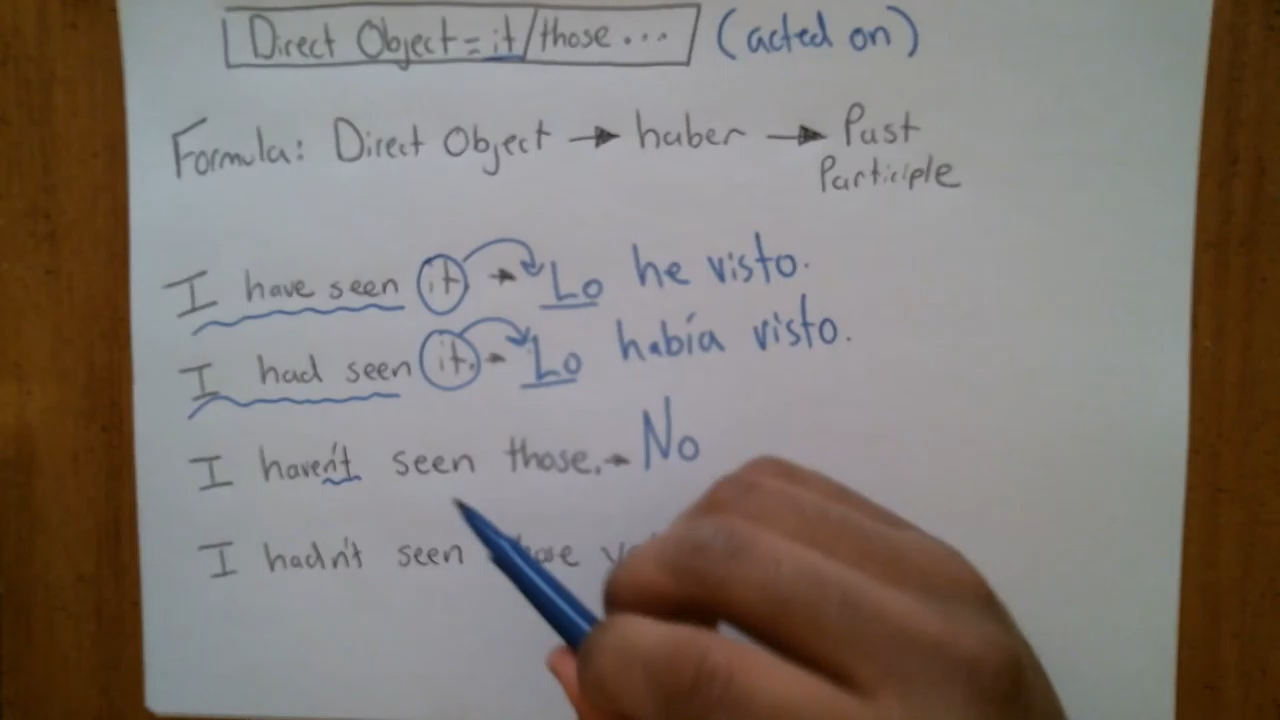 Direct Object = it/those... (acted on)
Formula: Direct Object → haber → Past
Participle
I have seen it → Lo he visto.
I had seen it. → Lo había visto.
I haven't seen those. → No
I hadn't seen